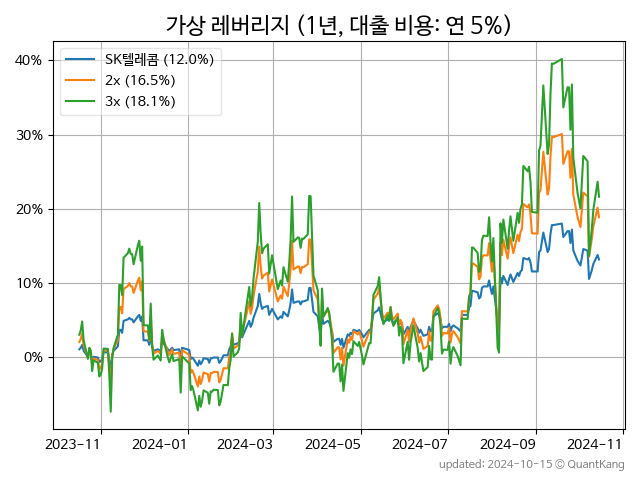 가상 레버리지 (1년, 대출 비용: 연 5%)
SK텔레콤 (12.0%)
2x (16.5%)
3x (18.1%)
40%
30%
20%
10%
0%
2023-11
2024-01
2024-03
2024-05
2024-07
2024-09
2024-11
updated: 2024-10-15 © QuantKang